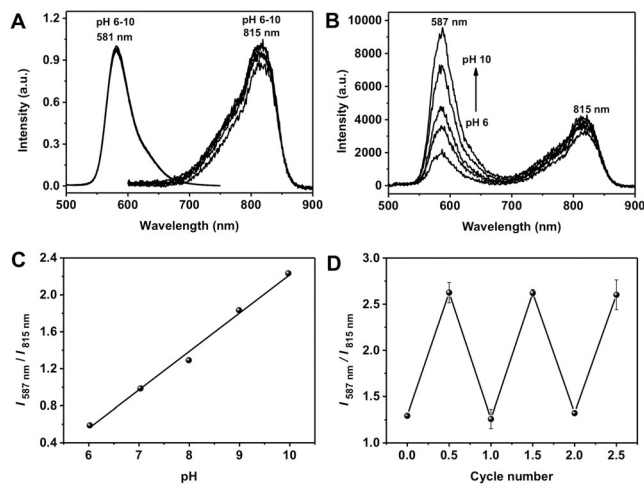 A
pH 6-10
581 nm
pH 6-10
815 nm
Intensity (a.u.)
1.2
0.9
0.6
0.3
0.0
500 600 700 800 900
Wavelength (nm)
B
587 nm
pH 10
pH 6
815 nm
Intensity (a.u.)
10000
8000
6000
4000
2000
0
500 600 700 800 900
Wavelength (nm)
C
I 587 nm / I 815 nm
2.4
2.0
1.6
1.2
0.8
0.4
6 7 8 9 10
pH
D
I 587 nm / I 815 nm
3.0
2.5
2.0
1.5
1.0
0.0 0.5 1.0 1.5 2.0 2.5
Cycle number